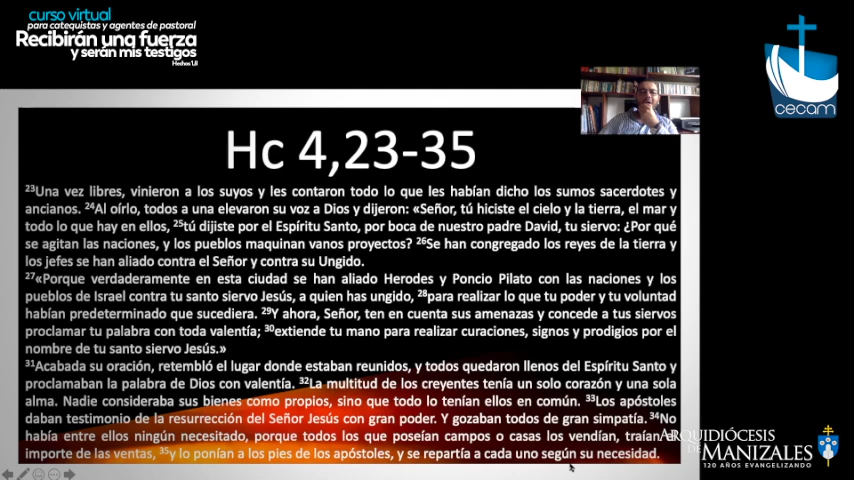 curso virtual
para catequistas y agentes de pastoral
Recibirán una fuerza
y serán mis testigos
Hechos 1,8
cecam
Hc 4,23-35
23Una vez libres, vinieron a los suyos y les contaron todo lo que les habían dicho los sumos sacerdotes y
ancianos. 24Al oírlo, todos a una elevaron su voz a Dios y dijeron: «Señor, tú hiciste el cielo y la tierra, el mar y
todo lo que hay en ellos, 25tú dijiste por el Espíritu Santo, por boca de nuestro padre David, tu siervo: ¿Por qué
se agitan las naciones, y los pueblos maquinan vanos proyectos? 26Se han congregado los reyes de la tierra y
los jefes se han aliado contra el Señor y contra su Ungido.
27«Porque verdaderamente en esta ciudad se han aliado Herodes y Poncio Pilato con las naciones y los
pueblos de Israel contra tu santo siervo Jesús, a quien has ungido, 28para realizar lo que tu poder y tu voluntad
habían predeterminado que sucediera. 29Y ahora, Señor, ten en cuenta sus amenazas y concede a tus siervos
proclamar tu palabra con toda valentía; 30extiende tu mano para realizar curaciones, signos y prodigios por el
nombre de tu santo siervo Jesús.»
31Acabada su oración, retembló el lugar donde estaban reunidos, y todos quedaron llenos del Espíritu Santo y
proclamaban la palabra de Dios con valentía. 32La multitud de los creyentes tenía un solo corazón y una sola
alma. Nadie consideraba sus bienes como propios, sino que todo lo tenían ellos en común. 33Los apóstoles
daban testimonio de la resurrección del Señor Jesús con gran poder. Y gozaban todos de gran simpatía. 34No
había entre ellos ningún necesitado, porque todos los que poseían campos o casas los vendían, traían el
importe de las ventas, 35y lo ponían a los pies de los apóstoles, y se repartía a cada uno según su necesidad.
ARQUIDIÓCESIS
DE MANIZALES
120 AÑOS EVANGELIZANDO